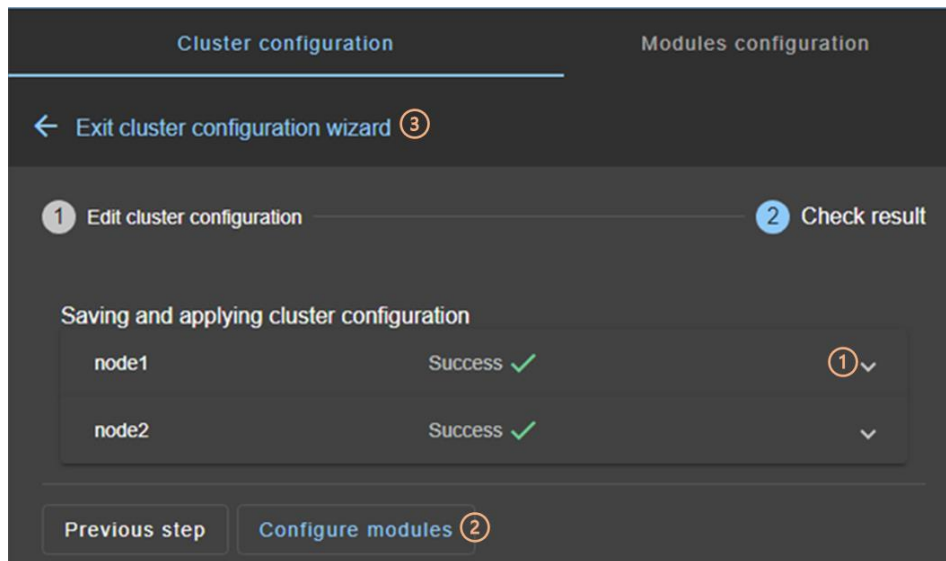 Cluster configuration Modules configuration
← Exit cluster configuration wizard ③
1 Edit cluster configuration 2 Check result
Saving and applying cluster configuration
node1 Success ✓ ①
node2 Success ✓
Previous step Configure modules ②